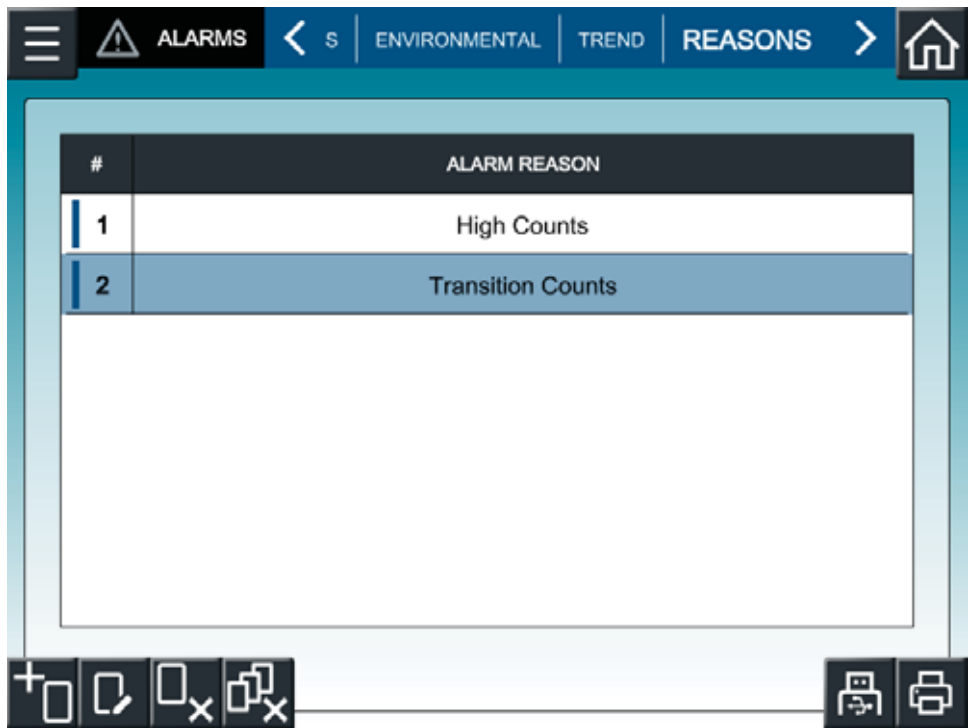 ALARMS S ENVIRONMENTAL TREND REASONS
# ALARM REASON
1 High Counts
2 Transition Counts